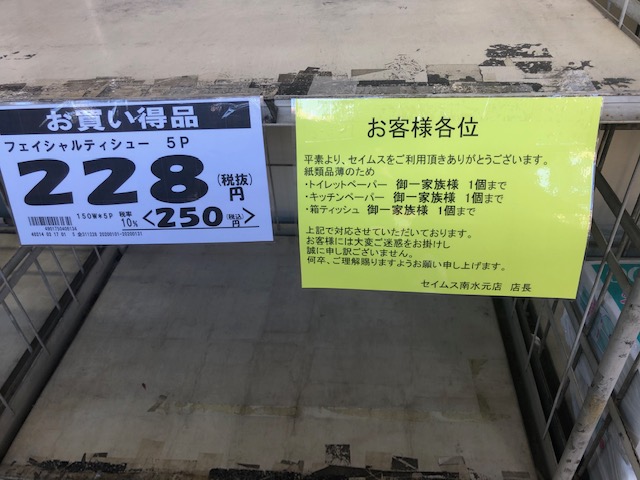 お買い得品
フェイシャルティシュー 5P
228(税抜)円
150W*5P 税率10% <250(税込)円>
お客様各位
平素より、セイムスをご利用頂きありがとうございます。
紙類品薄のため
・トイレットペーパー 御一家族様 1個まで
・キッチンペーパー 御一家族様 1個まで
・箱ティッシュ 御一家族様 1個まで
上記で対応させていただいております。
お客様には大変ご迷惑をお掛けし
誠に申し訳ございません。
何卒、ご理解賜りますようお願い申し上げます。
セイムス南水元店 店長